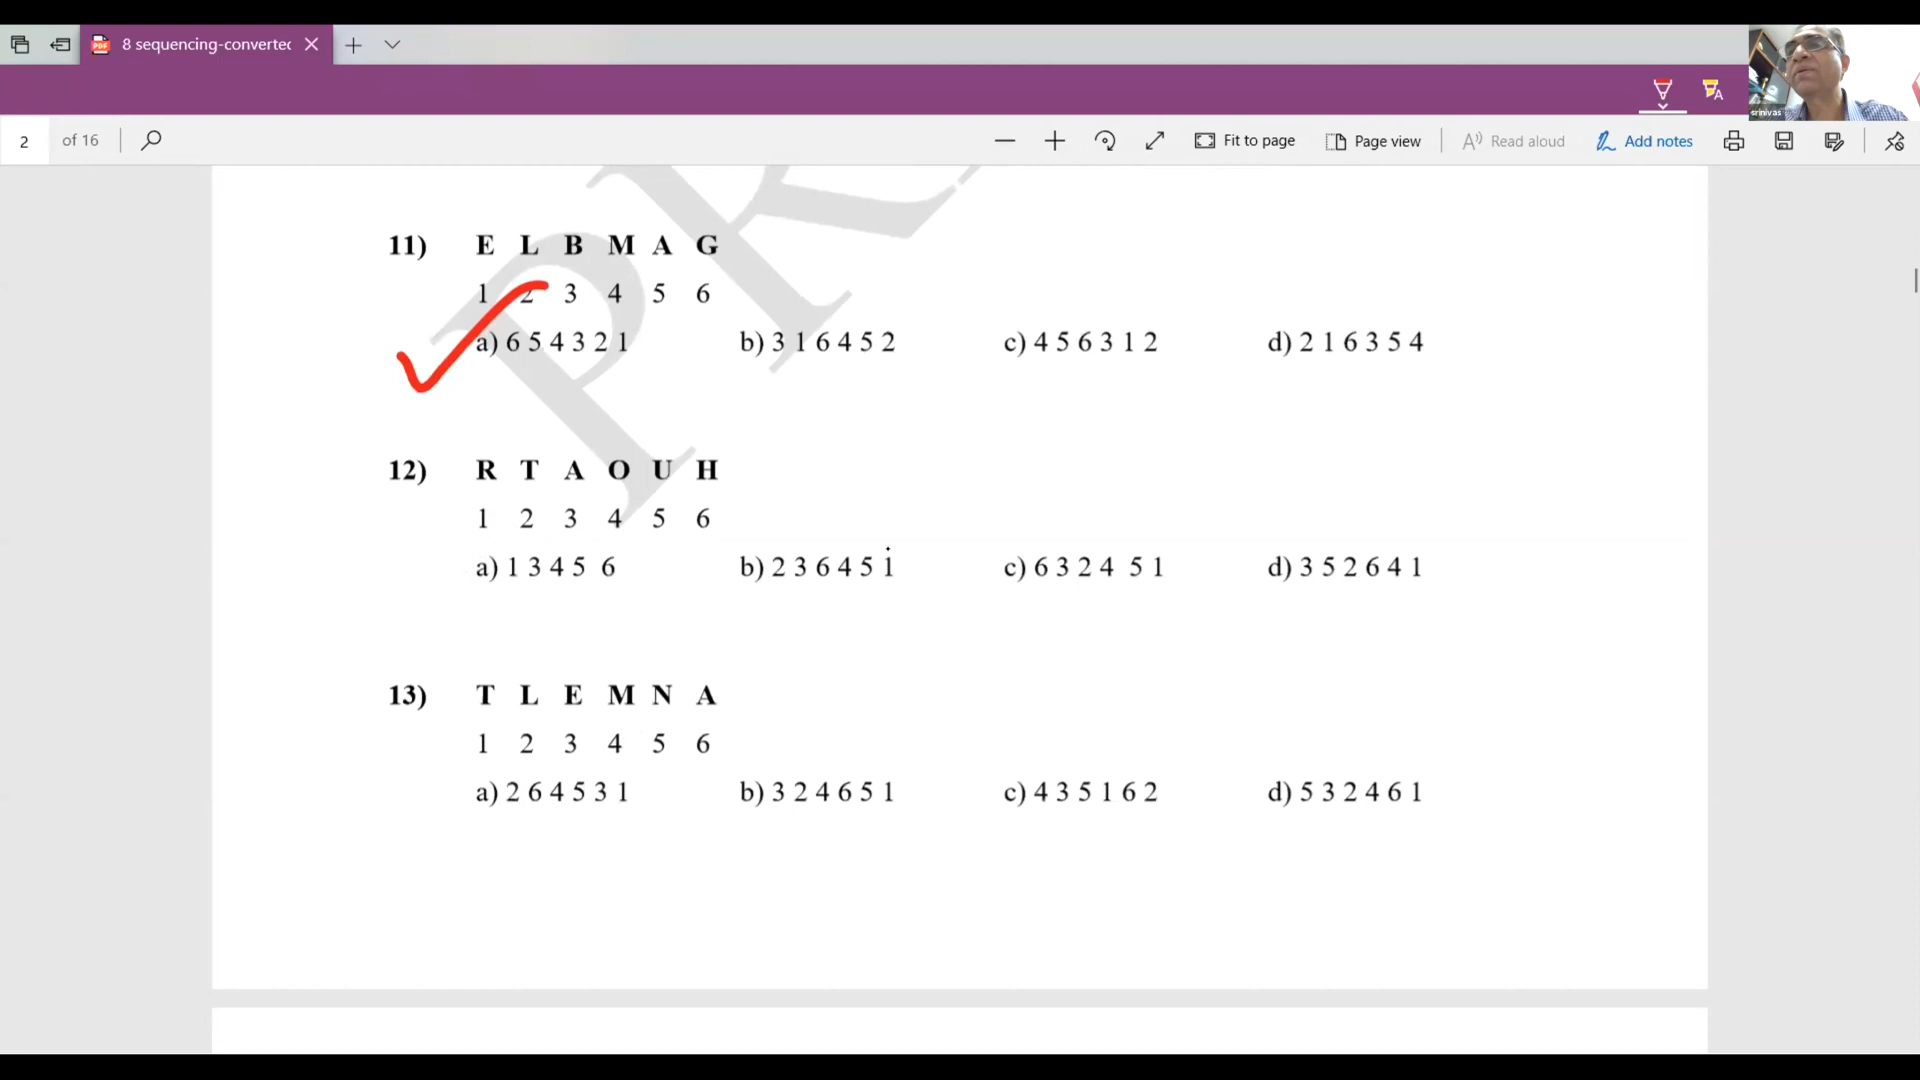 8 sequencing-converted
2 of 16
Fit to page
Page view
Read aloud
Add notes
srinivas
PR
11) E L B M A G
1 2 3 4 5 6
a) 6 5 4 3 2 1 b) 3 1 6 4 5 2 c) 4 5 6 3 1 2 d) 2 1 6 3 5 4
12) R T A O U H
1 2 3 4 5 6
a) 1 3 4 5 6 b) 2 3 6 4 5 1 c) 6 3 2 4 5 1 d) 3 5 2 6 4 1
13) T L E M N A
1 2 3 4 5 6
a) 2 6 4 5 3 1 b) 3 2 4 6 5 1 c) 4 3 5 1 6 2 d) 5 3 2 4 6 1